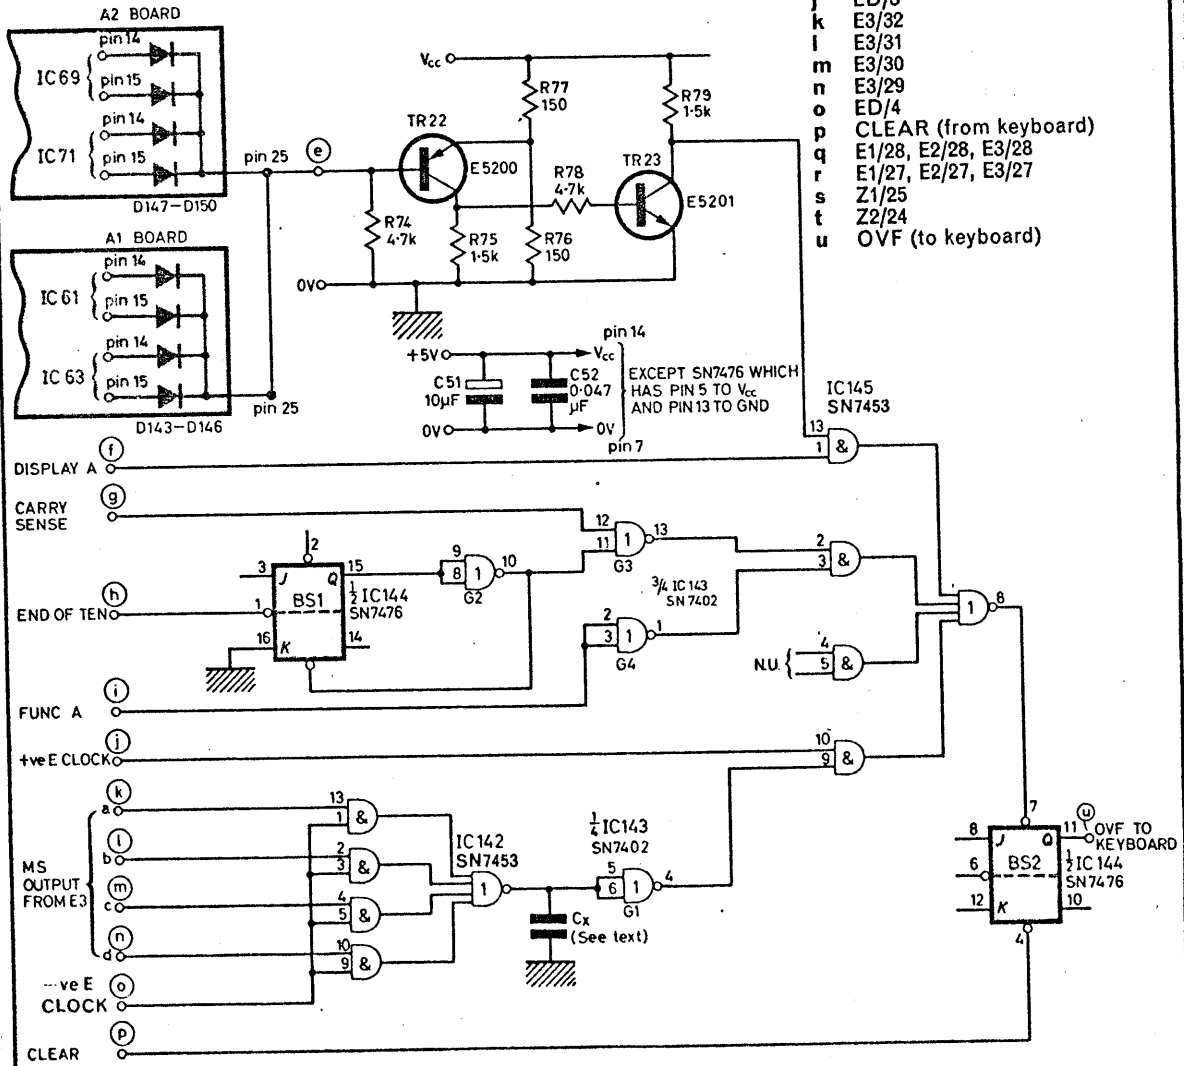 A2 BOARD
pin 14
IC69
pin 15
pin 14
IC71
pin 15
pin 25
e
D147-D150
A1 BOARD
pin 14
IC 61
pin 15
pin 14
IC 63
pin 15
pin 25
D143-D146
Vcc
R77
150
R79
1·5k
TR22
E5200
R78
4·7k
TR23
E5201
R74
4·7k
R75
1·5k
R76
150
0V
k E3/32
l E3/31
m E3/30
n E3/29
o ED/4
p CLEAR (from keyboard)
q E1/28, E2/28, E3/28
r E1/27, E2/27, E3/27
s Z1/25
t Z2/24
u OVF (to keyboard)
pin 14
+5V
Vcc
C51
10µF
C52
0·047
µF
0V
0V
pin 7
EXCEPT SN7476 WHICH
HAS PIN 5 TO Vcc
AND PIN 13 TO GND
IC145
SN7453
13
1
&
f
DISPLAY A
g
CARRY
SENSE
12
11
1
13
G3
2
3
&
2
3
J
Q
15
BS1
½ IC144
SN7476
1
16
K
14
9
8
1
10
G2
h
END OF TEN
¾ IC 143
SN 7402
2
3
1
1
G4
N.U.
4
5
&
1
8
i
FUNC A
j
+ve E CLOCK
10
9
&
k
a
13
1
&
l
b
2
3
&
m
c
4
5
&
n
d
10
9
&
MS
OUTPUT
FROM E3
IC142
SN7453
1
¼ IC143
SN7402
5
6
1
4
G1
Cx
(See text)
7
8
J
Q
11
u
OVF TO
KEYBOARD
6
BS2
½ IC144
SN7476
12
K
10
4
-ve E
CLOCK
o
p
CLEAR